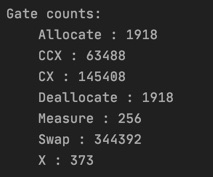 Gate counts:
Allocate : 1918
CCX : 63488
CX : 145408
Deallocate : 1918
Measure : 256
Swap : 344392
X : 373